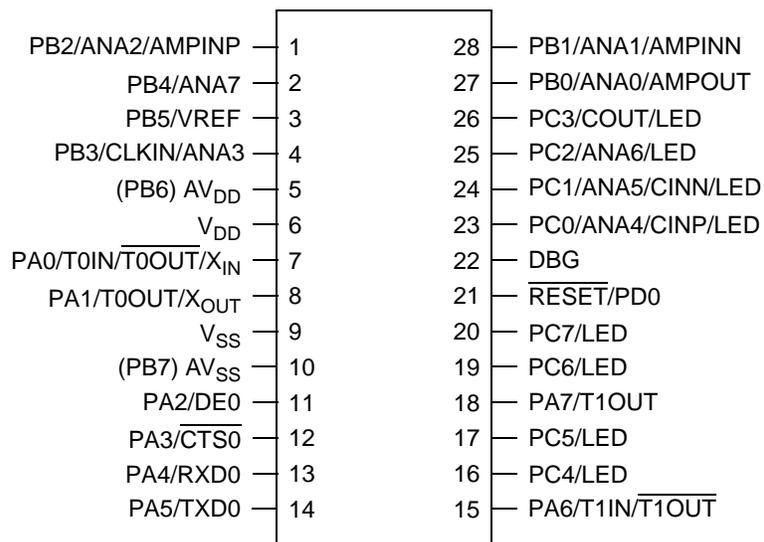 PB2/ANA2/AMPINP 1 28 PB1/ANA1/AMPINN
PB4/ANA7 2 27 PB0/ANA0/AMPOUT
PB5/VREF 3 26 PC3/COUT/LED
PB3/CLKIN/ANA3 4 25 PC2/ANA6/LED
(PB6) AVDD 5 24 PC1/ANA5/CINN/LED
VDD 6 23 PC0/ANA4/CINP/LED
PA0/T0IN/T0OUT/XIN 7 22 DBG
PA1/T0OUT/XOUT 8 21 RESET/PD0
VSS 9 20 PC7/LED
(PB7) AVSS 10 19 PC6/LED
PA2/DE0 11 18 PA7/T1OUT
PA3/CTS0 12 17 PC5/LED
PA4/RXD0 13 16 PC4/LED
PA5/TXD0 14 15 PA6/T1IN/T1OUT